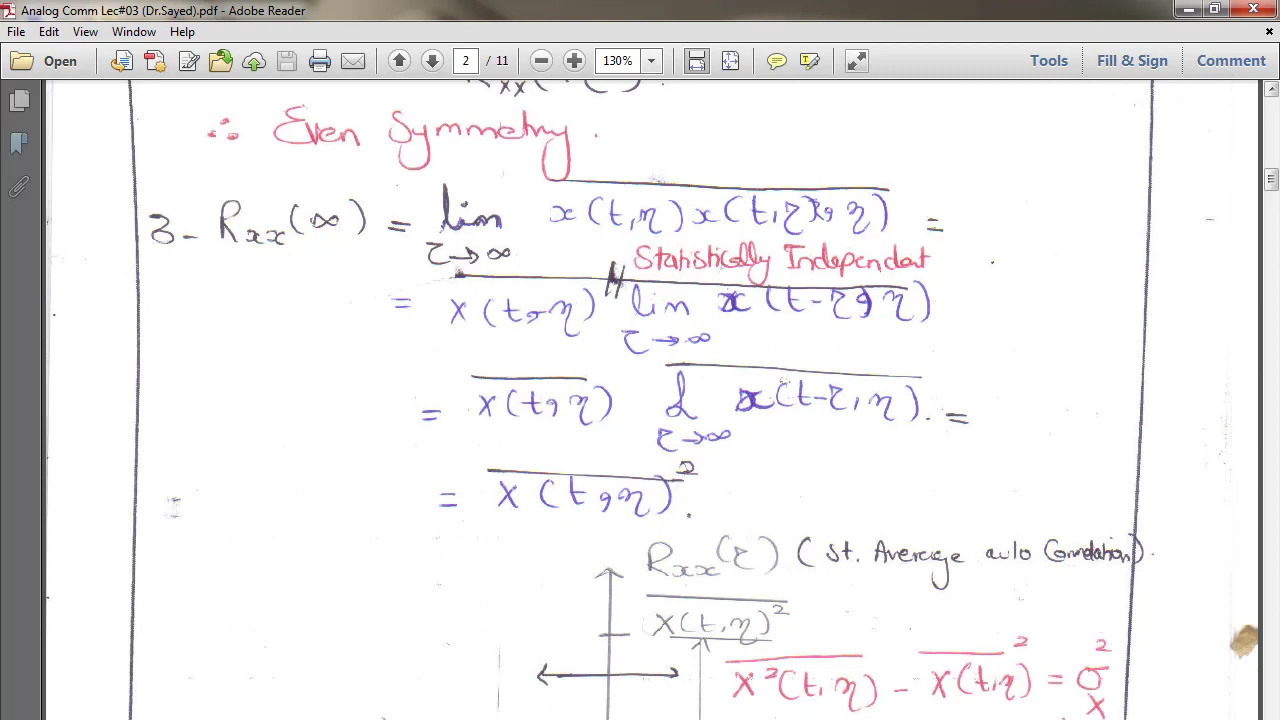 Analog Comm Lec#03 (Dr.Sayed).pdf - Adobe Reader
File Edit View Window Help
Open 2 / 11 130% Tools Fill & Sign Comment
∴ Even Symmetry.
3- Rxx(∞) = lim τ→∞ x(t,η) x(t,τ, η) =
Statistically Independent
= x(t,η) lim τ→∞ x(t-τ, η)
= x(t,η) L τ→∞ x(t-τ, η). =
= x(t,η)².
Rxx(τ) (st. Average auto Correlation).
x(t,η)²
x²(t,η) - x(t,η)² = σ²x